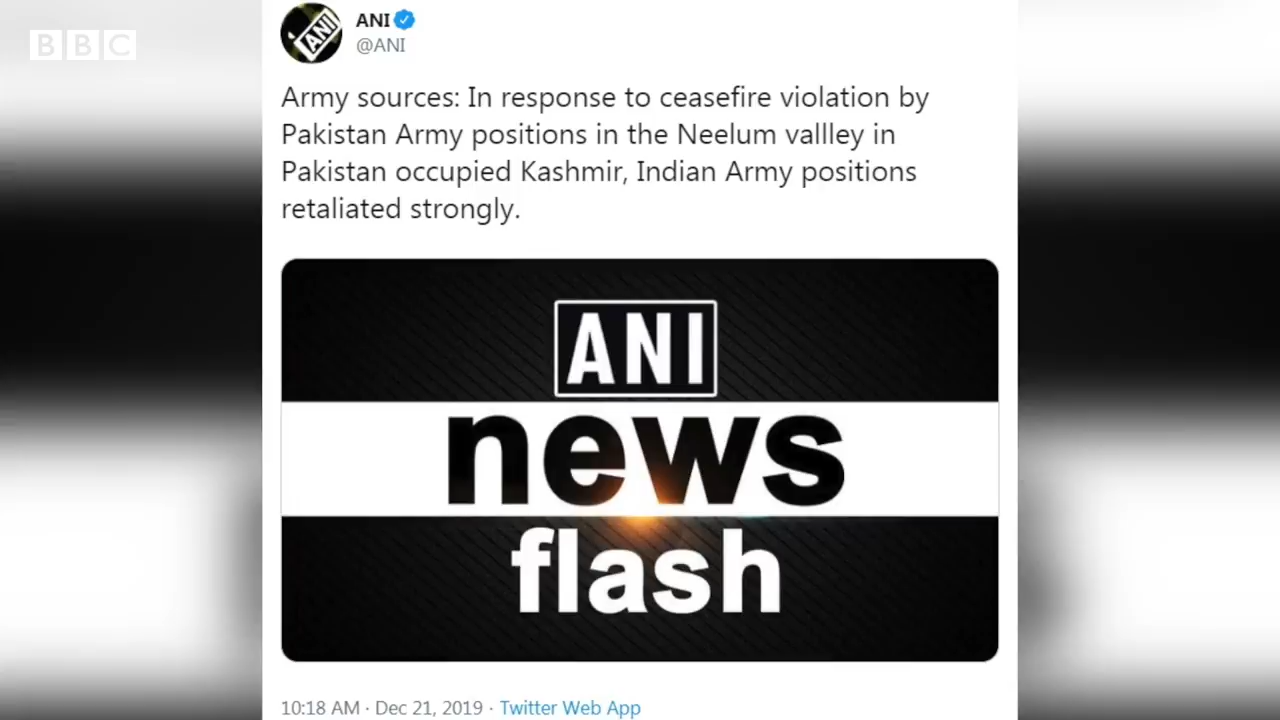 BBC
ANI
ANI
@ANI
Army sources: In response to ceasefire violation by
Pakistan Army positions in the Neelum vallley in
Pakistan occupied Kashmir, Indian Army positions
retaliated strongly.
ANI
news
flash
10:18 AM · Dec 21, 2019 · Twitter Web App